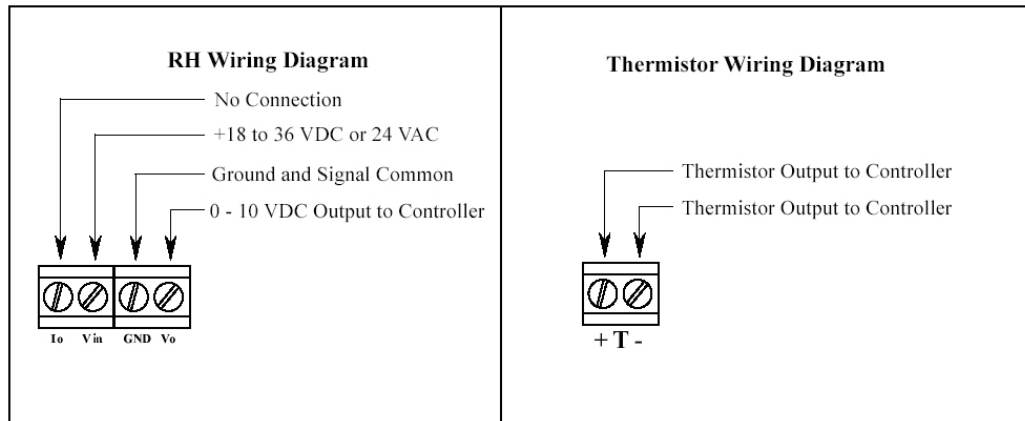 RH Wiring Diagram
No Connection
+18 to 36 VDC or 24 VAC
Ground and Signal Common
0 - 10 VDC Output to Controller
Io Vin GND Vo
Thermistor Wiring Diagram
Thermistor Output to Controller
Thermistor Output to Controller
+ T -